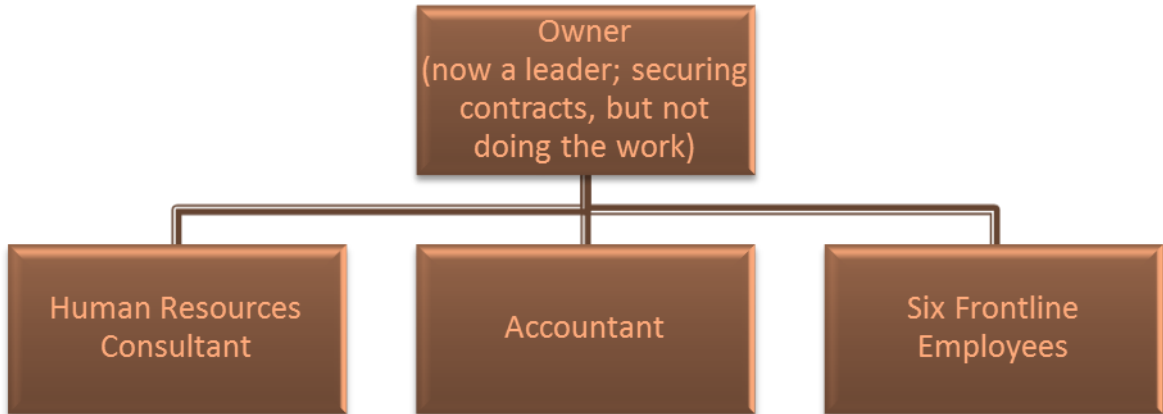 Owner
(now a leader; securing
contracts, but not
doing the work)
Human Resources
Consultant
Accountant
Six Frontline
Employees